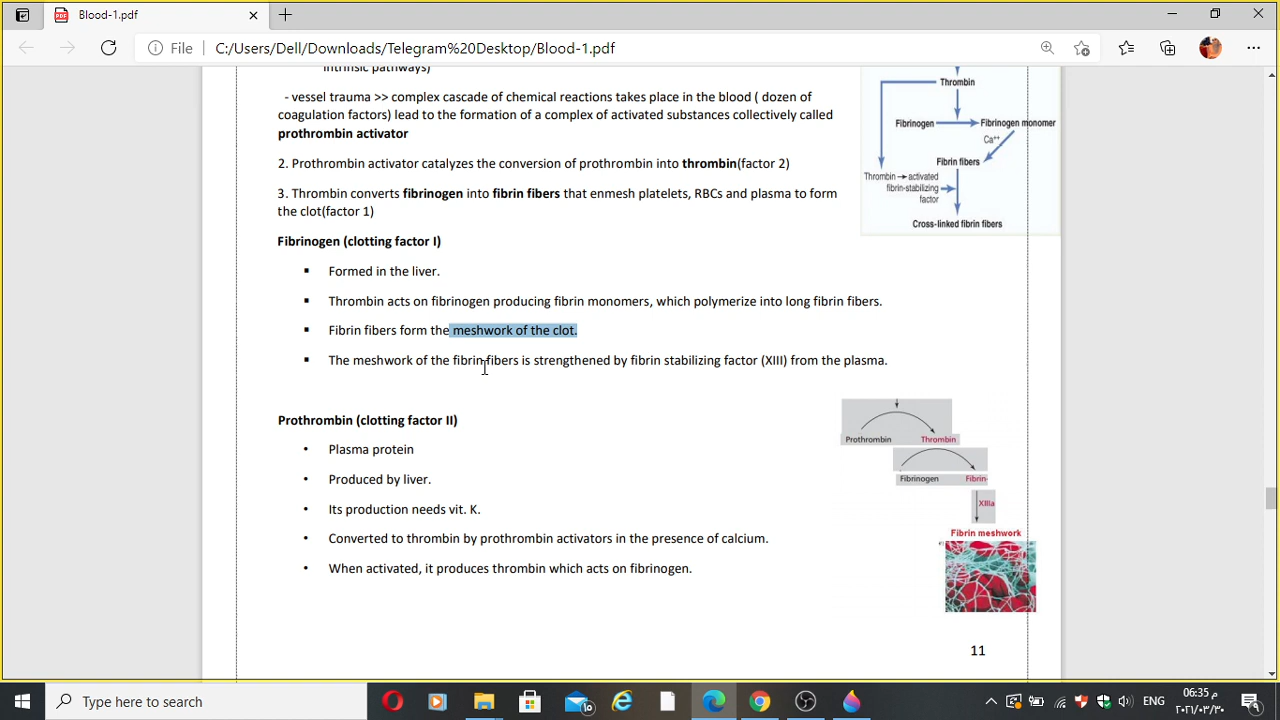 Blood-1.pdf
File
C:/Users/Dell/Downloads/Telegram%20Desktop/Blood-1.pdf
intrinsic pathways)
- vessel trauma >> complex cascade of chemical reactions takes place in the blood ( dozen of
coagulation factors) lead to the formation of a complex of activated substances collectively called
prothrombin activator
2. Prothrombin activator catalyzes the conversion of prothrombin into thrombin(factor 2)
3. Thrombin converts fibrinogen into fibrin fibers that enmesh platelets, RBCs and plasma to form
the clot(factor 1)
Thrombin
Fibrinogen
Fibrinogen monomer
Ca++
Fibrin fibers
Thrombin → activated
fibrin-stabilizing
factor
Cross-linked fibrin fibers
Fibrinogen (clotting factor I)
▪ Formed in the liver.
▪ Thrombin acts on fibrinogen producing fibrin monomers, which polymerize into long fibrin fibers.
▪ Fibrin fibers form the meshwork of the clot.
▪ The meshwork of the fibrin fibers is strengthened by fibrin stabilizing factor (XIII) from the plasma.
Prothrombin (clotting factor II)
• Plasma protein
• Produced by liver.
• Its production needs vit. K.
• Converted to thrombin by prothrombin activators in the presence of calcium.
• When activated, it produces thrombin which acts on fibrinogen.
Prothrombin Thrombin
Fibrinogen Fibrin-
XIIIa
Fibrin meshwork
11
Type here to search
ENG
06:35 م
٢٠٢١/٠٣/٣٠